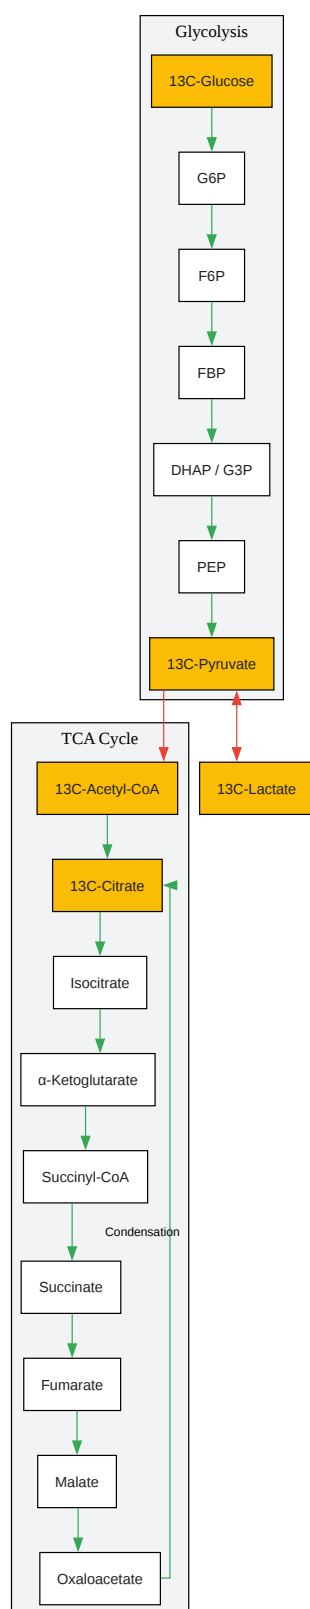 Glycolysis
13C-Glucose
G6P
F6P
FBP
DHAP / G3P
PEP
13C-Pyruvate
TCA Cycle
13C-Acetyl-CoA
13C-Lactate
13C-Citrate
Isocitrate
α-Ketoglutarate
Succinyl-CoA
Condensation
Succinate
Fumarate
Malate
Oxaloacetate